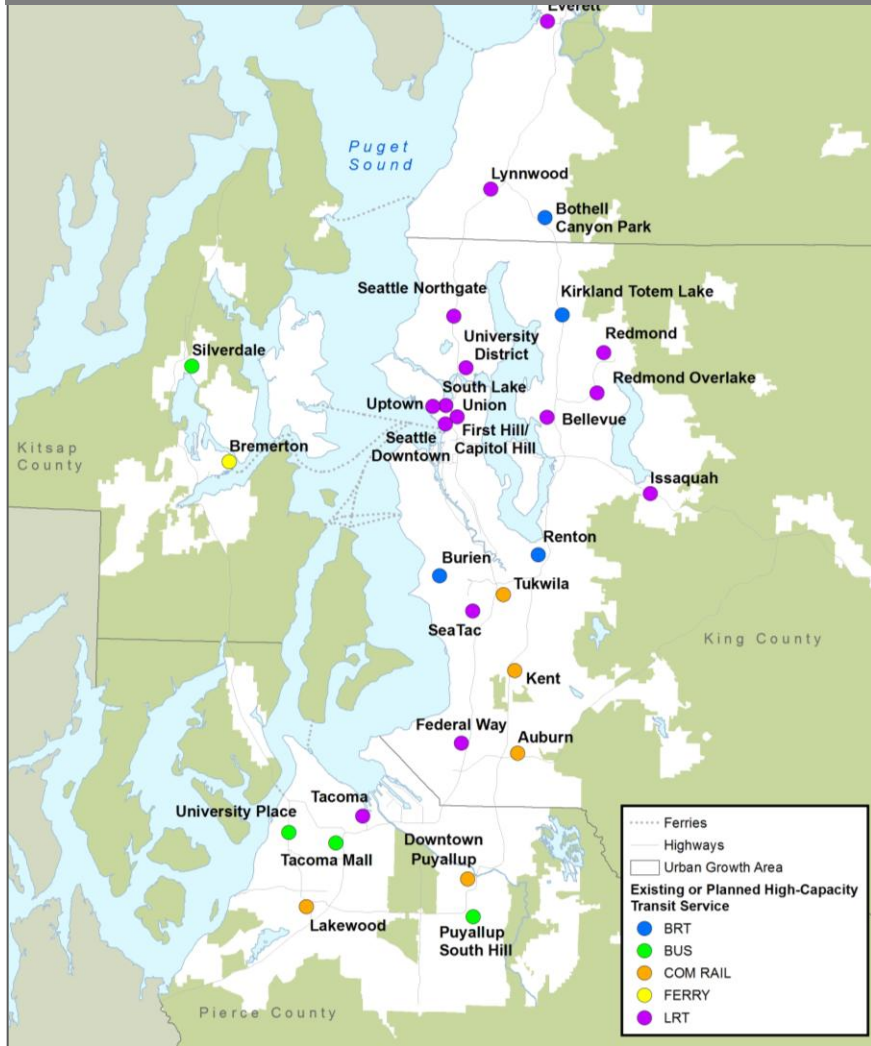 Everett
Puget
Sound
Lynnwood
Bothell
Canyon Park
Seattle Northgate
Kirkland Totem Lake
University
District
Redmond
Silverdale
South Lake
Union
Redmond Overlake
Uptown
First Hill/
Capitol Hill
Bellevue
Seattle
Downtown
Kitsap
County
Bremerton
Issaquah
Burien
Renton
Tukwila
SeaTac
King County
Kent
Federal Way
Auburn
Tacoma
University Place
Tacoma Mall
Downtown
Puyallup
Lakewood
Puyallup
South Hill
Pierce County
Ferries
Highways
Urban Growth Area
Existing or Planned High-Capacity
Transit Service
BRT
BUS
COM RAIL
FERRY
LRT